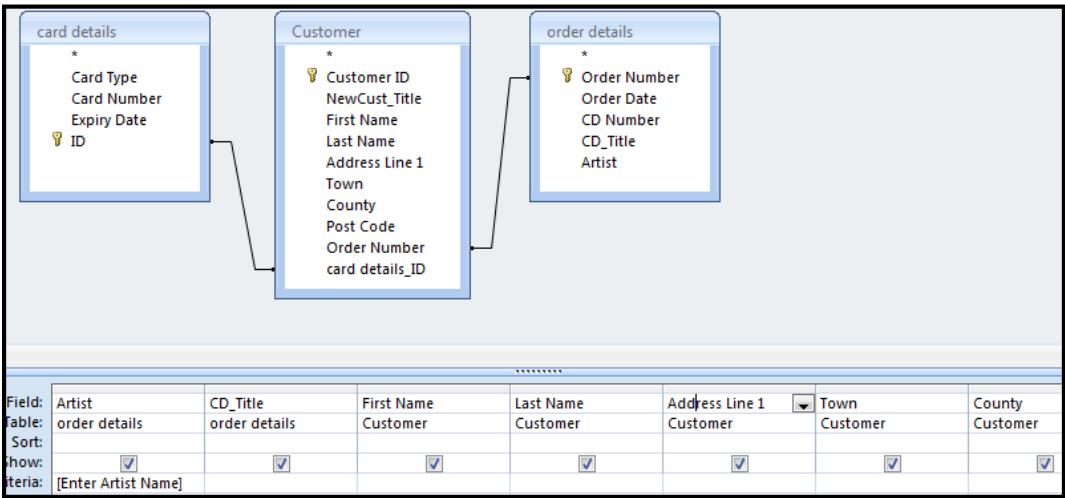 card details
*
Card Type
Card Number
Expiry Date
ID
Customer
*
Customer ID
NewCust_Title
First Name
Last Name
Address Line 1
Town
County
Post Code
Order Number
card details_ID
order details
*
Order Number
Order Date
CD Number
CD_Title
Artist
Field: Artist CD_Title First Name Last Name Address Line 1 Town County
Table: order details order details Customer Customer Customer Customer Customer
Sort:
Show:
iteria: [Enter Artist Name]